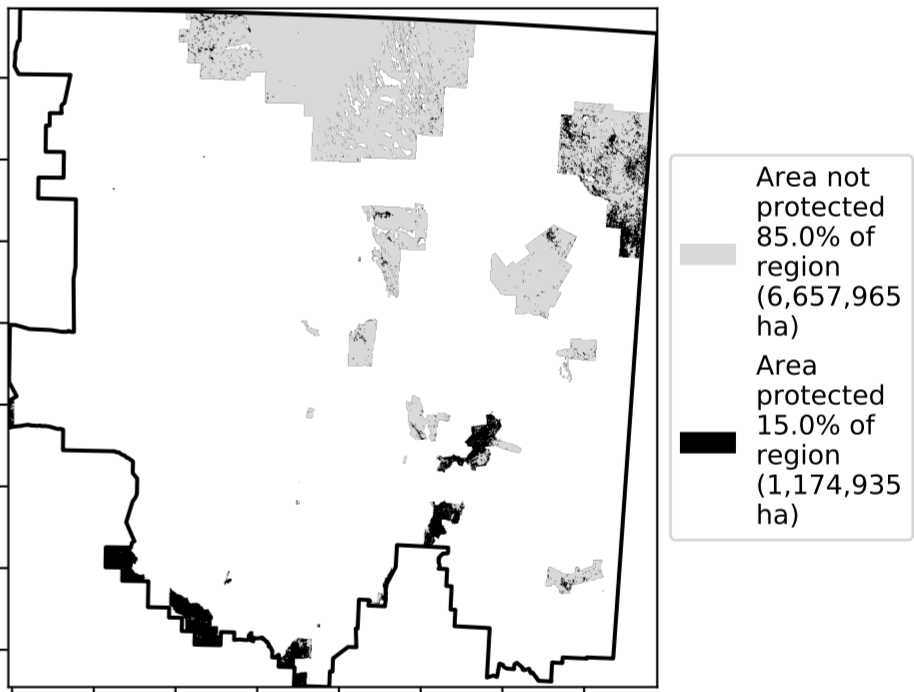 Area not
protected
85.0% of
region
(6,657,965
ha)
Area
protected
15.0% of
region
(1,174,935
ha)